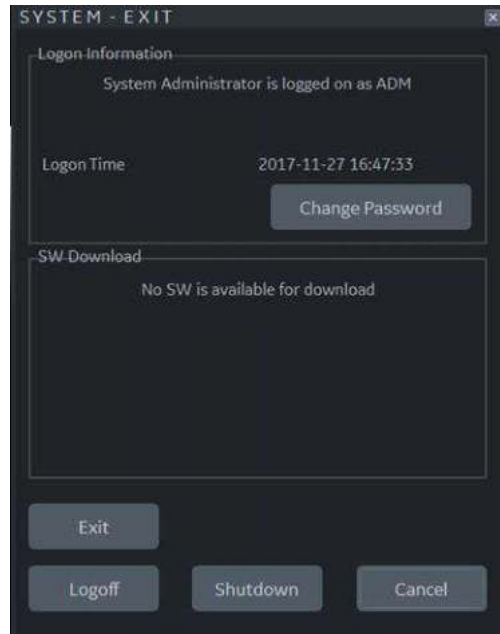 SYSTEM - EXIT
Logon Information
System Administrator is logged on as ADM
Logon Time 2017-11-27 16:47:33
Change Password
SW Download
No SW is available for download
Exit
Logoff Shutdown Cancel